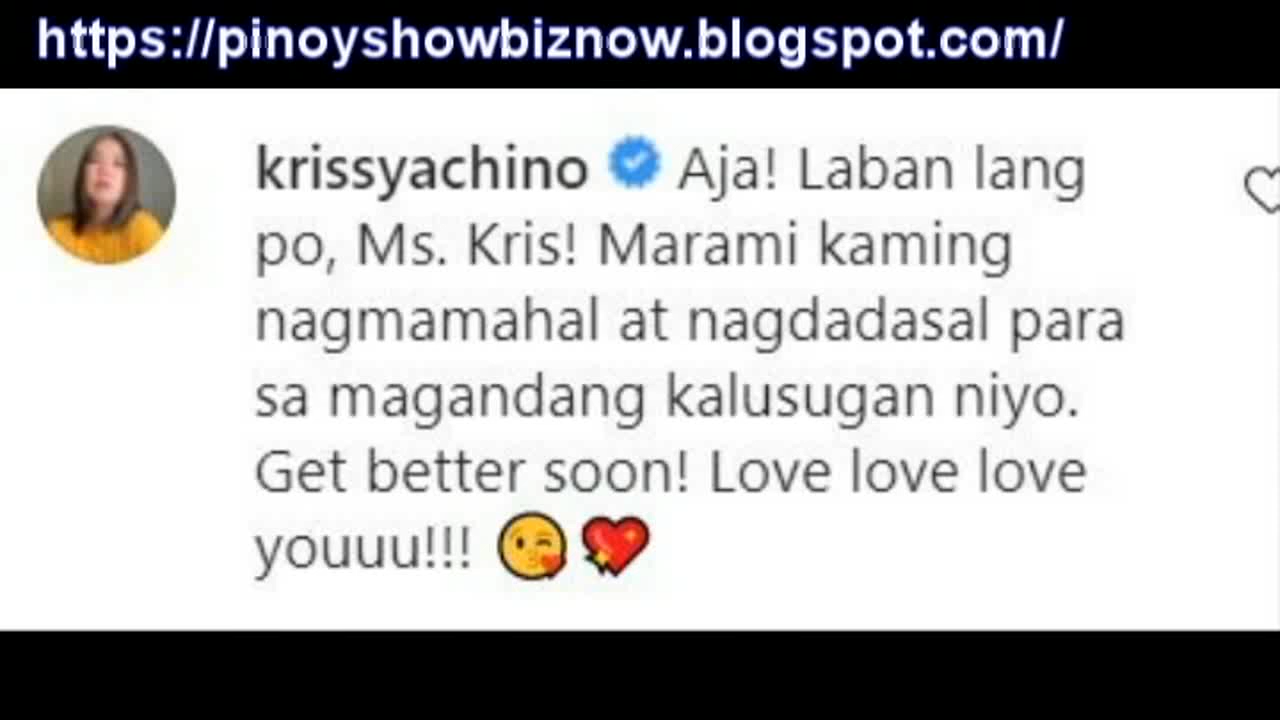 https://pinoyshowbiznow.blogspot.com/
krissyachino Aja! Laban lang
po, Ms. Kris! Marami kaming
nagmamahal at nagdadasal para
sa magandang kalusugan niyo.
Get better soon! Love love love
youuu!!! 😘💖